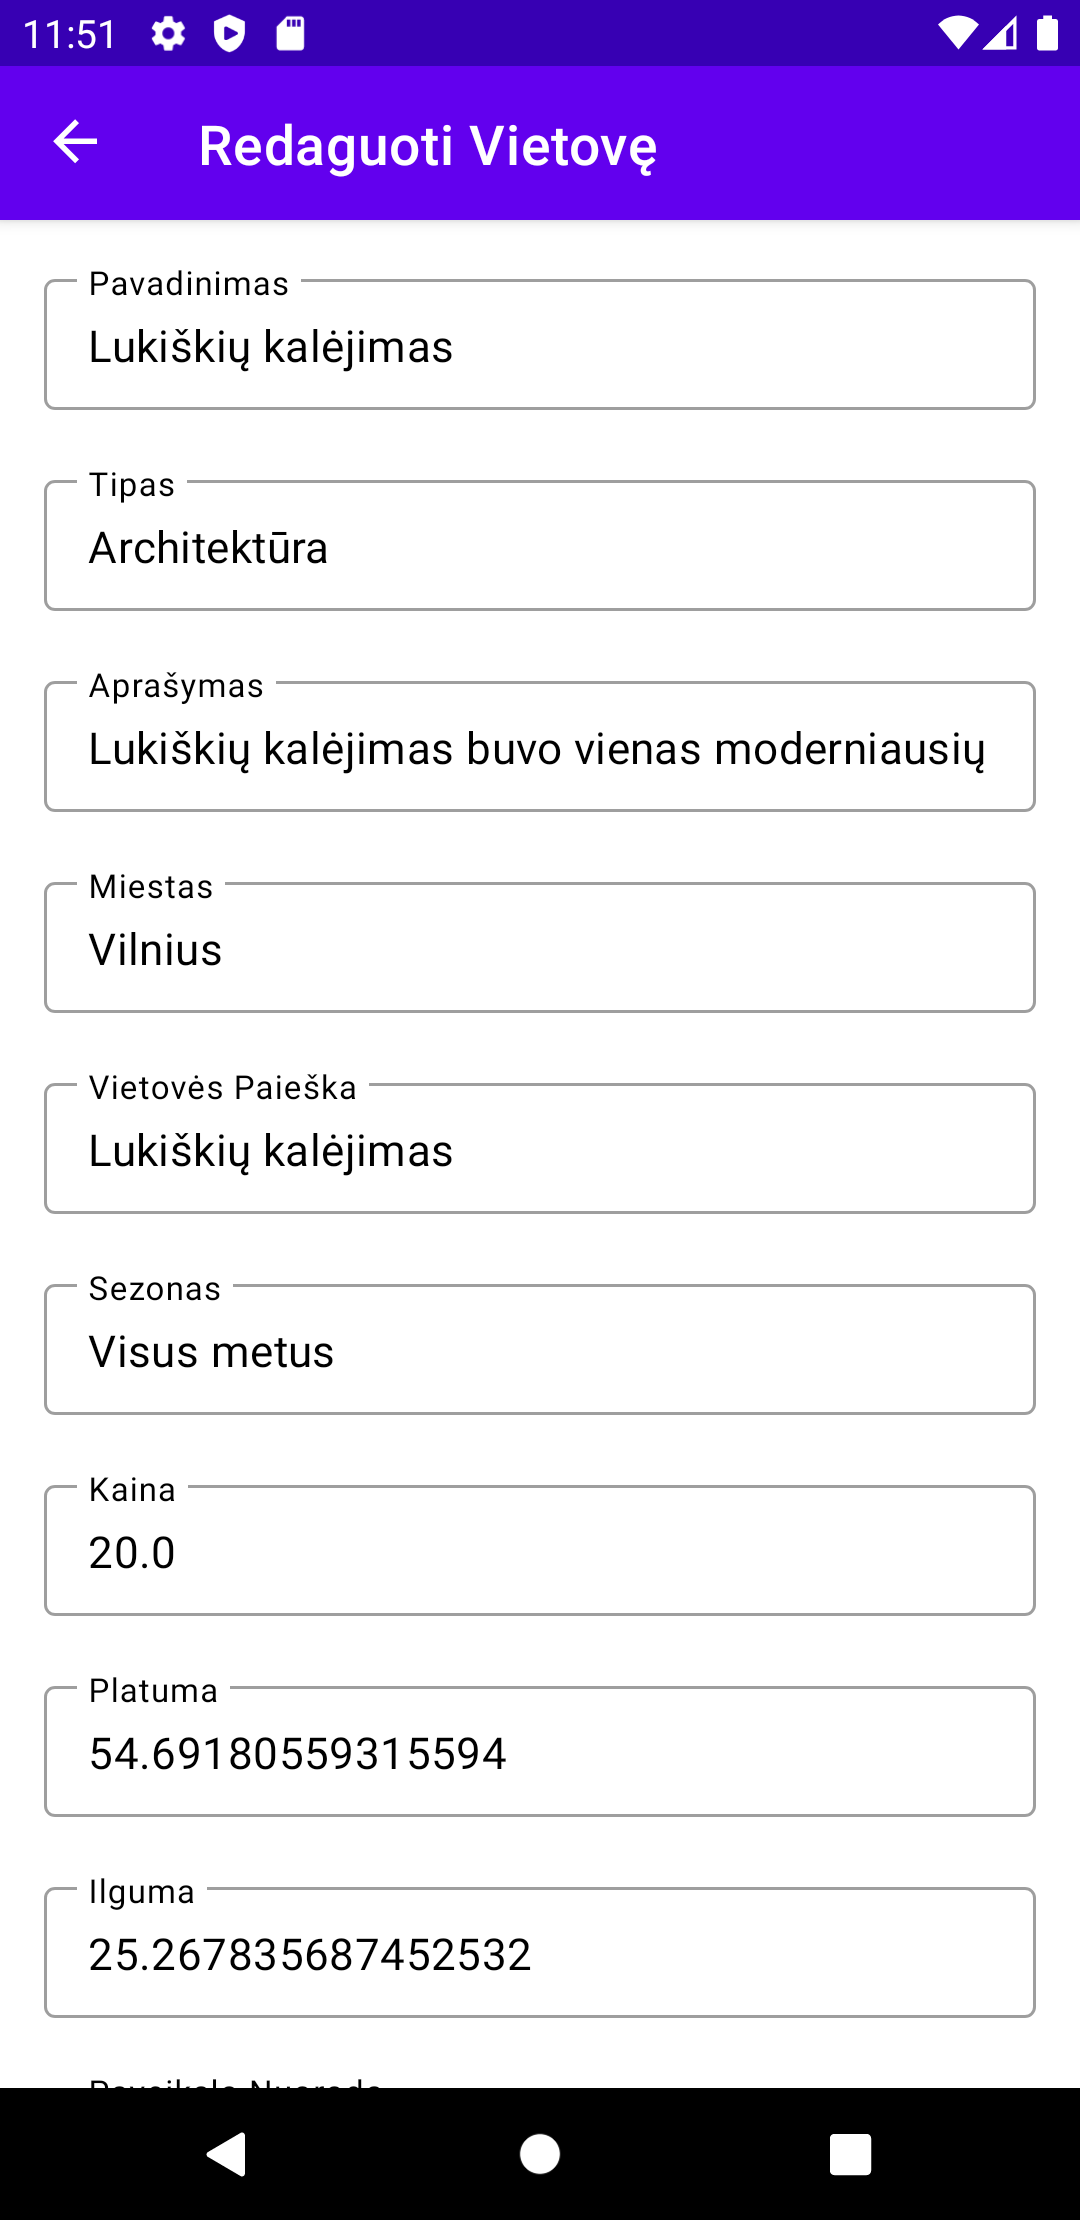 11:51
Redaguoti Vietovę
Pavadinimas
Lukiškių kalėjimas
Tipas
Architektūra
Aprašymas
Lukiškių kalėjimas buvo vienas moderniausių
Miestas
Vilnius
Vietovės Paieška
Lukiškių kalėjimas
Sezonas
Visus metus
Kaina
20.0
Platuma
54.69180559315594
Ilguma
25.267835687452532